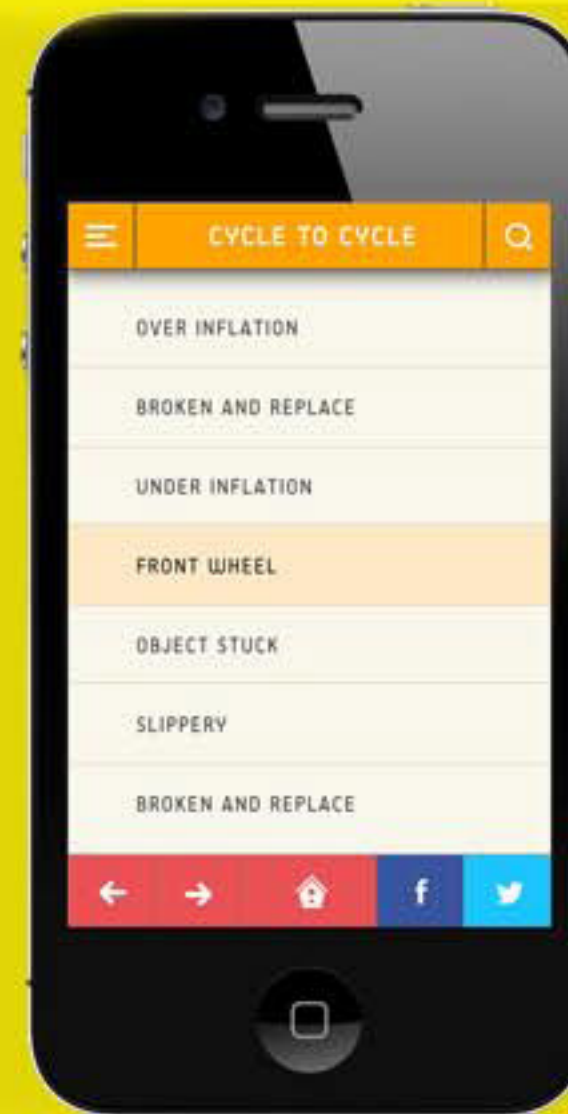 CYCLE TO CYCLE
OVER INFLATION
BROKEN AND REPLACE
UNDER INFLATION
FRONT WHEEL
OBJECT STUCK
SLIPPERY
BROKEN AND REPLACE
f